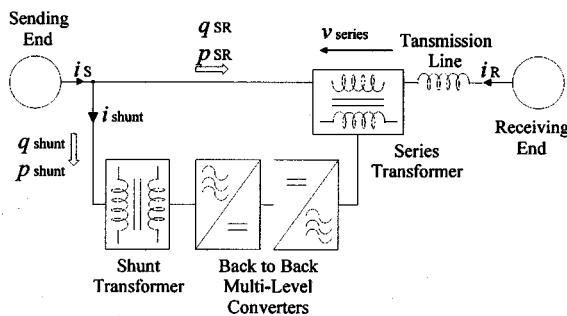 Sending
End
q SR
p SR
v series
Tansmission
Line
i S
i R
i shunt
q shunt
p shunt
Receiving
End
Series
Transformer
Shunt
Transformer
Back to Back
Multi-Level
Converters